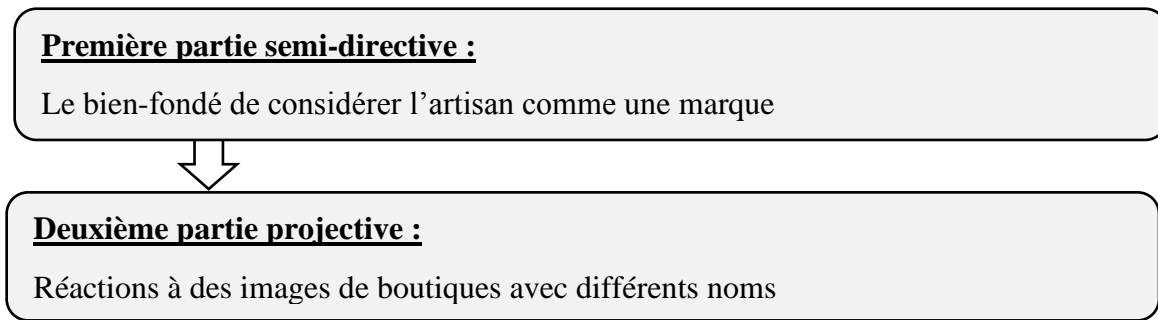 Première partie semi-directive :
Le bien-fondé de considérer l’artisan comme une marque
Deuxième partie projective :
Réactions à des images de boutiques avec différents noms